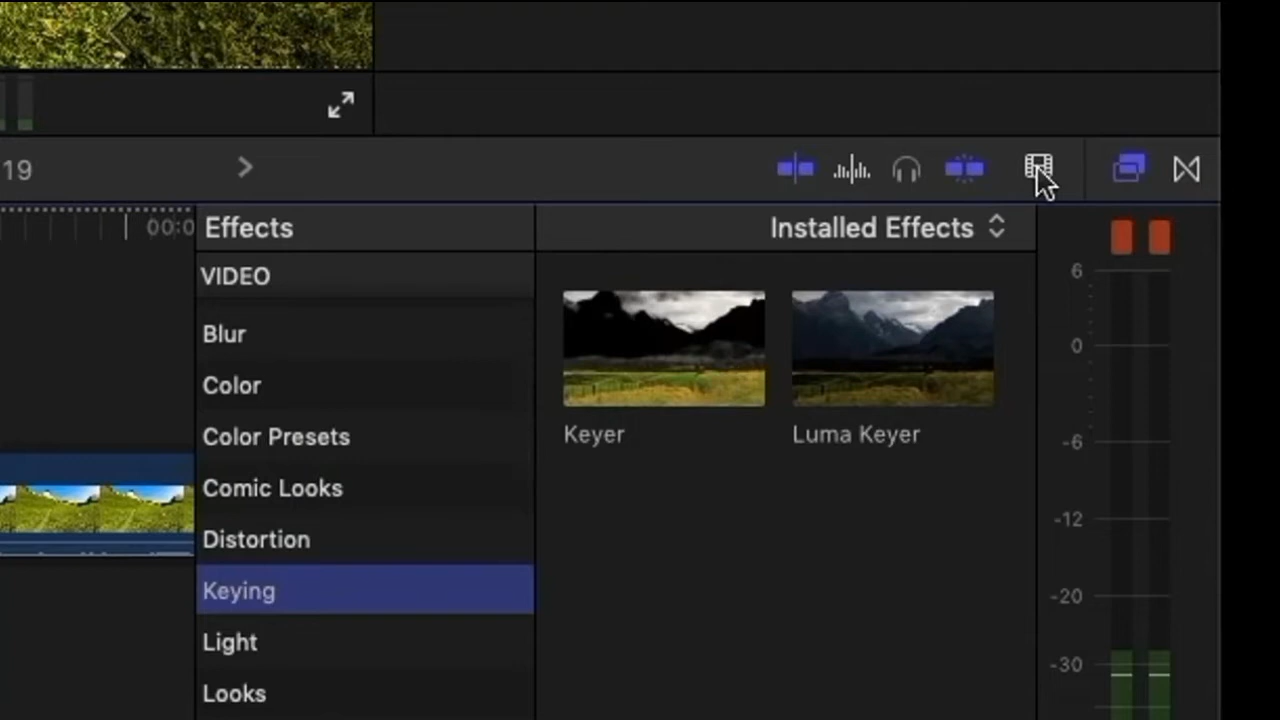 19
00:0
Effects
Installed Effects
VIDEO
Blur
Color
Color Presets
Comic Looks
Distortion
Keying
Light
Looks
Keyer
Luma Keyer
6
0
-6
-12
-20
-30